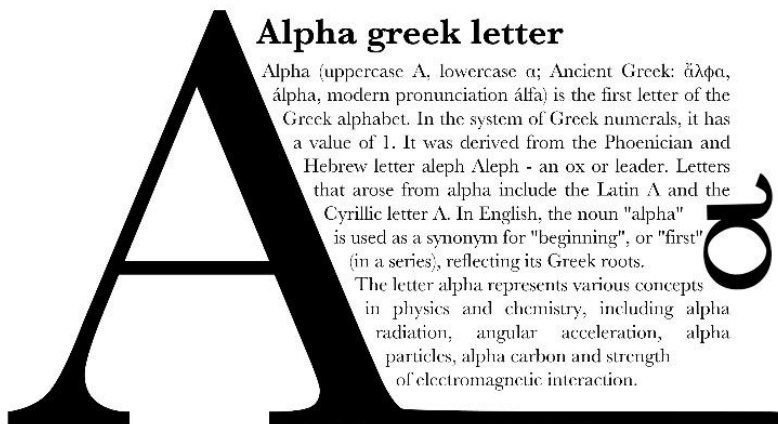 A
Alpha greek letter
Alpha (uppercase A, lowercase α; Ancient Greek: ἄλφα,
álpha, modern pronunciation álfa) is the first letter of the
Greek alphabet. In the system of Greek numerals, it has
a value of 1. It was derived from the Phoenician and
Hebrew letter aleph Aleph - an ox or leader. Letters
that arose from alpha include the Latin A and the
Cyrillic letter A. In English, the noun "alpha"
is used as a synonym for "beginning", or "first"
(in a series), reflecting its Greek roots.
The letter alpha represents various concepts
in physics and chemistry, including alpha
radiation, angular acceleration, alpha
particles, alpha carbon and strength
of electromagnetic interaction.
α